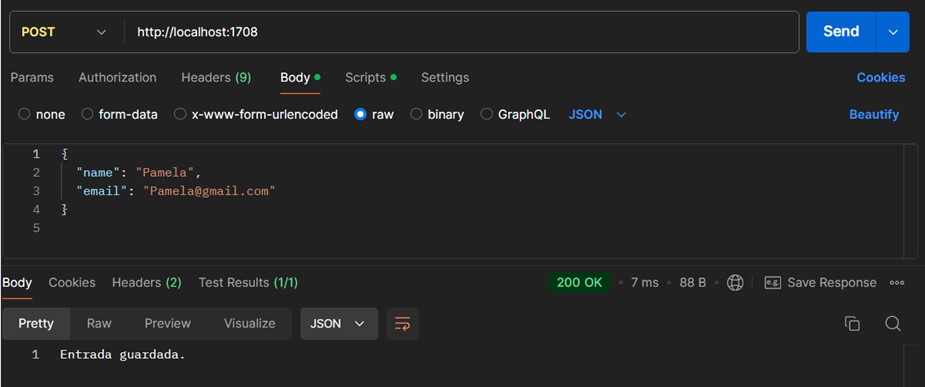 POST http://localhost:1708 Send
Params Authorization Headers (9) Body Scripts Settings Cookies
none form-data x-www-form-urlencoded raw binary GraphQL JSON Beautify
1 {
2 "name": "Pamela",
3 "email": "Pamela@gmail.com"
4 }
5
Body Cookies Headers (2) Test Results (1/1) 200 OK • 7 ms • 88 B e.g. Save Response
Pretty Raw Preview Visualize JSON
1 Entrada guardada.